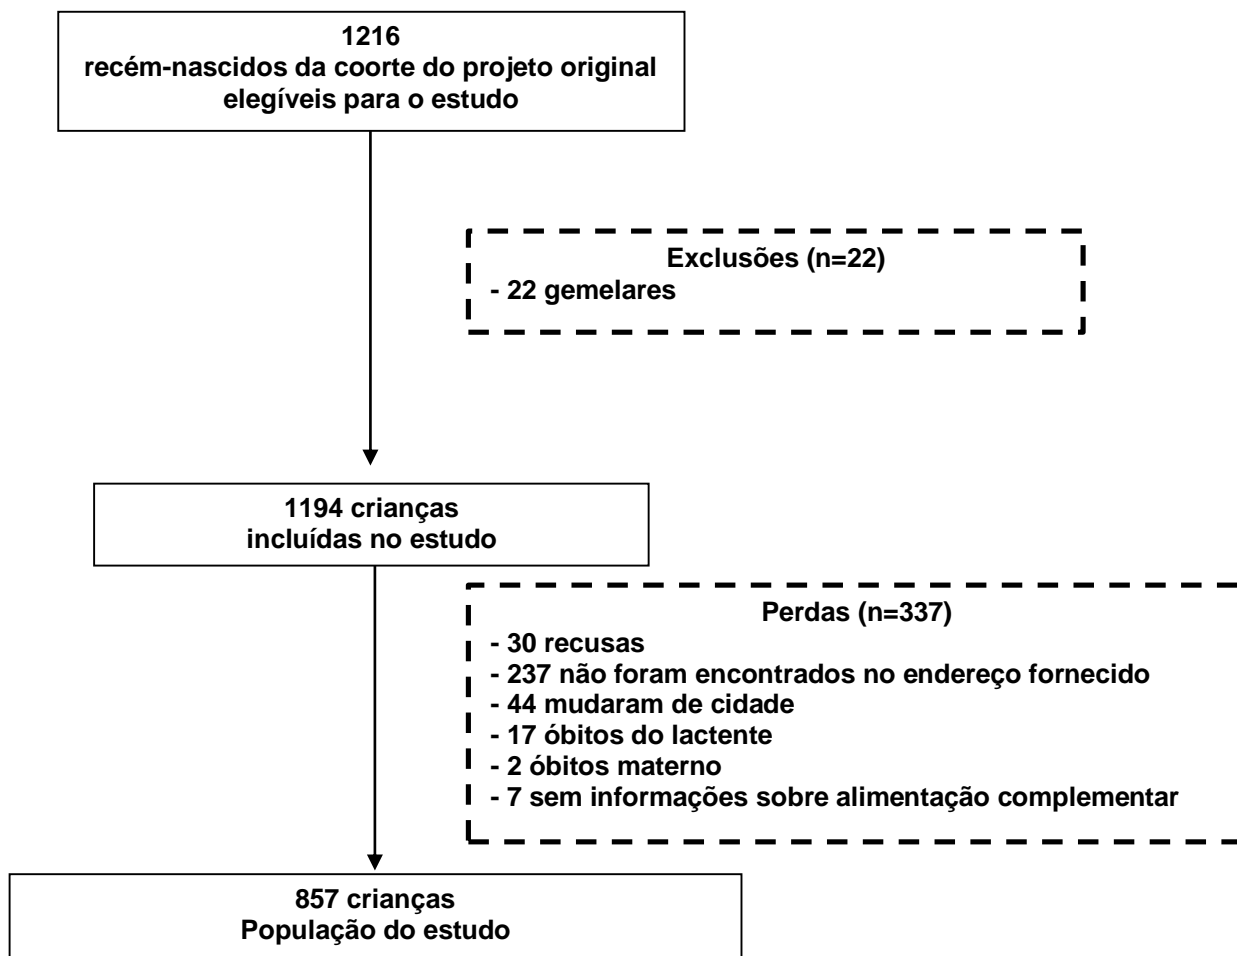 1216
recém-nascidos da coorte do projeto original
elegíveis para o estudo
Exclusões (n=22)
- 22 gemelares
1194 crianças
incluídas no estudo
Perdas (n=337)
- 30 recusas
- 237 não foram encontrados no endereço fornecido
- 44 mudaram de cidade
- 17 óbitos do lactente
- 2 óbitos materno
- 7 sem informações sobre alimentação complementar
857 crianças
População do estudo